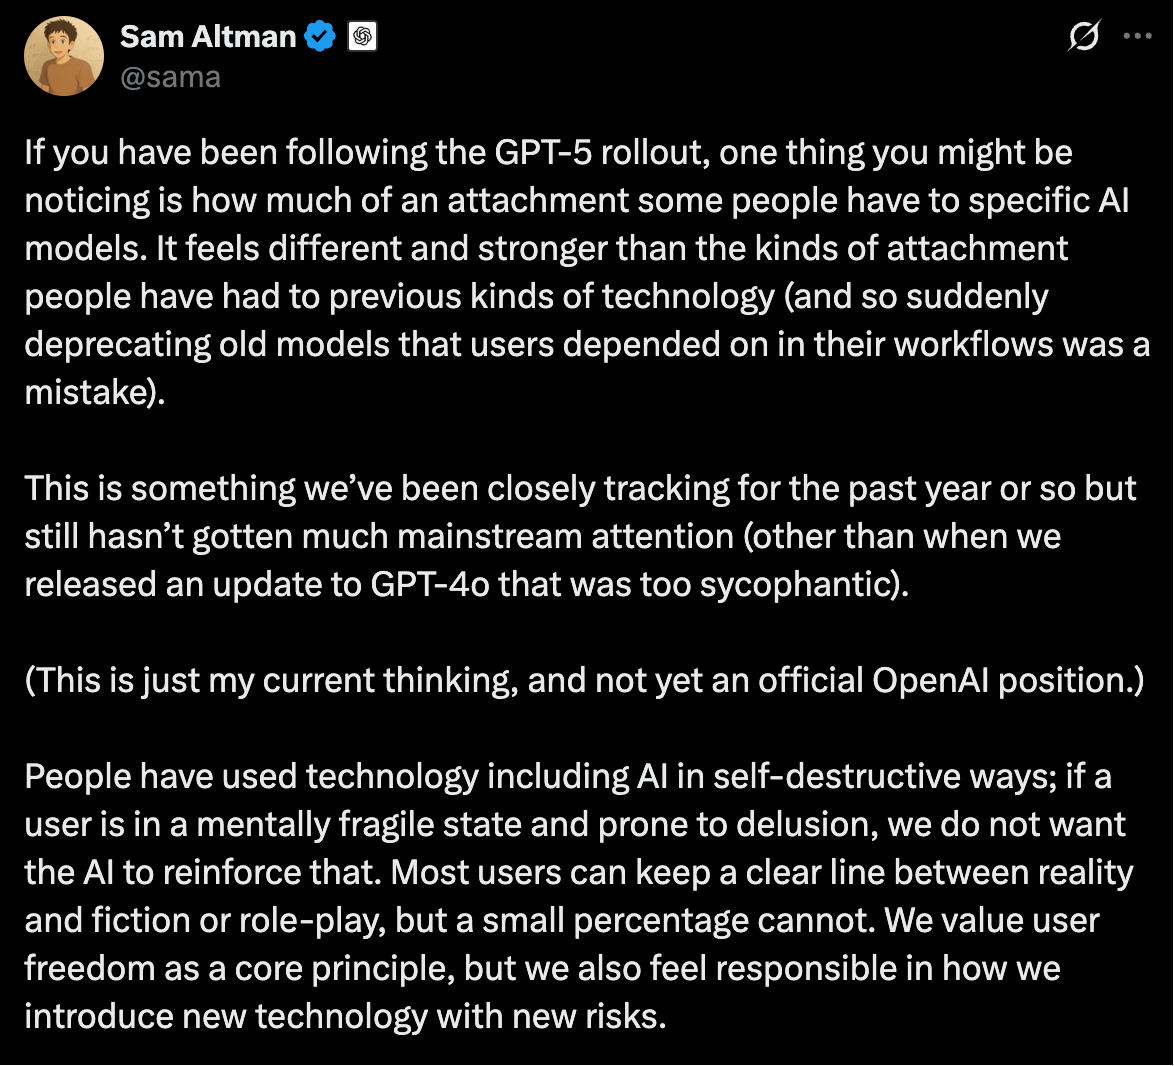 Sam Altman
@sama
If you have been following the GPT-5 rollout, one thing you might be
noticing is how much of an attachment some people have to specific AI
models. It feels different and stronger than the kinds of attachment
people have had to previous kinds of technology (and so suddenly
deprecating old models that users depended on in their workflows was a
mistake).
This is something we’ve been closely tracking for the past year or so but
still hasn’t gotten much mainstream attention (other than when we
released an update to GPT-4o that was too sycophantic).
(This is just my current thinking, and not yet an official OpenAI position.)
People have used technology including AI in self-destructive ways; if a
user is in a mentally fragile state and prone to delusion, we do not want
the AI to reinforce that. Most users can keep a clear line between reality
and fiction or role-play, but a small percentage cannot. We value user
freedom as a core principle, but we also feel responsible in how we
introduce new technology with new risks.